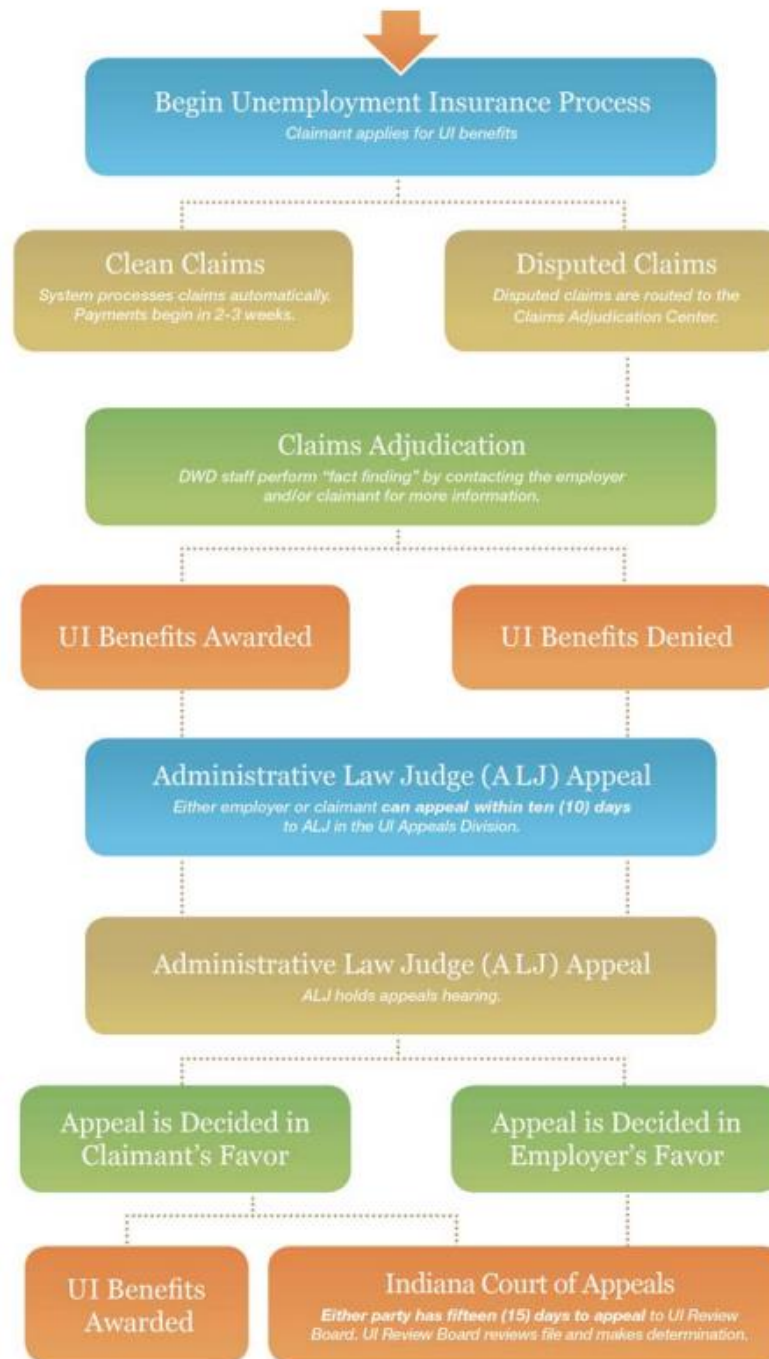 Begin Unemployment Insurance Process
Claimant applies for UI benefits
Clean Claims
System processes claims automatically.
Payments begin in 2-3 weeks.
Disputed Claims
Disputed claims are routed to the
Claims Adjudication Center.
Claims Adjudication
DWD staff perform “fact finding” by contacting the employer
and/or claimant for more information.
UI Benefits Awarded
UI Benefits Denied
Administrative Law Judge (ALJ) Appeal
Either employer or claimant can appeal within ten (10) days
to ALJ in the UI Appeals Division.
Administrative Law Judge (ALJ) Appeal
ALJ holds appeals hearing.
Appeal is Decided in
Claimant’s Favor
Appeal is Decided in
Employer’s Favor
UI Benefits
Awarded
Indiana Court of Appeals
Either party has fifteen (15) days to appeal to UI Review
Board. UI Review Board reviews file and makes determination.